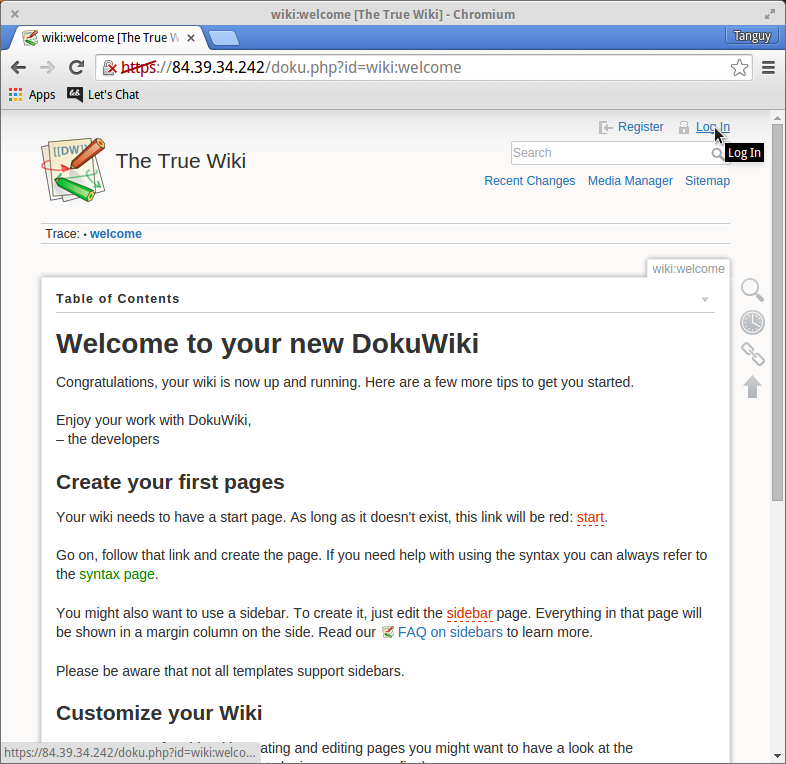 wiki:welcome [The True Wiki] - Chromium
wiki:welcome [The True W
Tanguy
https://84.39.34.242/doku.php?id=wiki:welcome
Apps Let's Chat
Register Log In
[[DW]]
The True Wiki
Search
Log In
Recent Changes Media Manager Sitemap
Trace: • welcome
wiki:welcome
Table of Contents
Welcome to your new DokuWiki
Congratulations, your wiki is now up and running. Here are a few more tips to get you started.
Enjoy your work with DokuWiki,
– the developers
Create your first pages
Your wiki needs to have a start page. As long as it doesn't exist, this link will be red: start.
Go on, follow that link and create the page. If you need help with using the syntax you can always refer to
the syntax page.
You might also want to use a sidebar. To create it, just edit the sidebar page. Everything in that page will
be shown in a margin column on the side. Read our FAQ on sidebars to learn more.
Please be aware that not all templates support sidebars.
Customize your Wiki
ating and editing pages you might want to have a look at the
https://84.39.34.242/doku.php?id=wiki:welco...